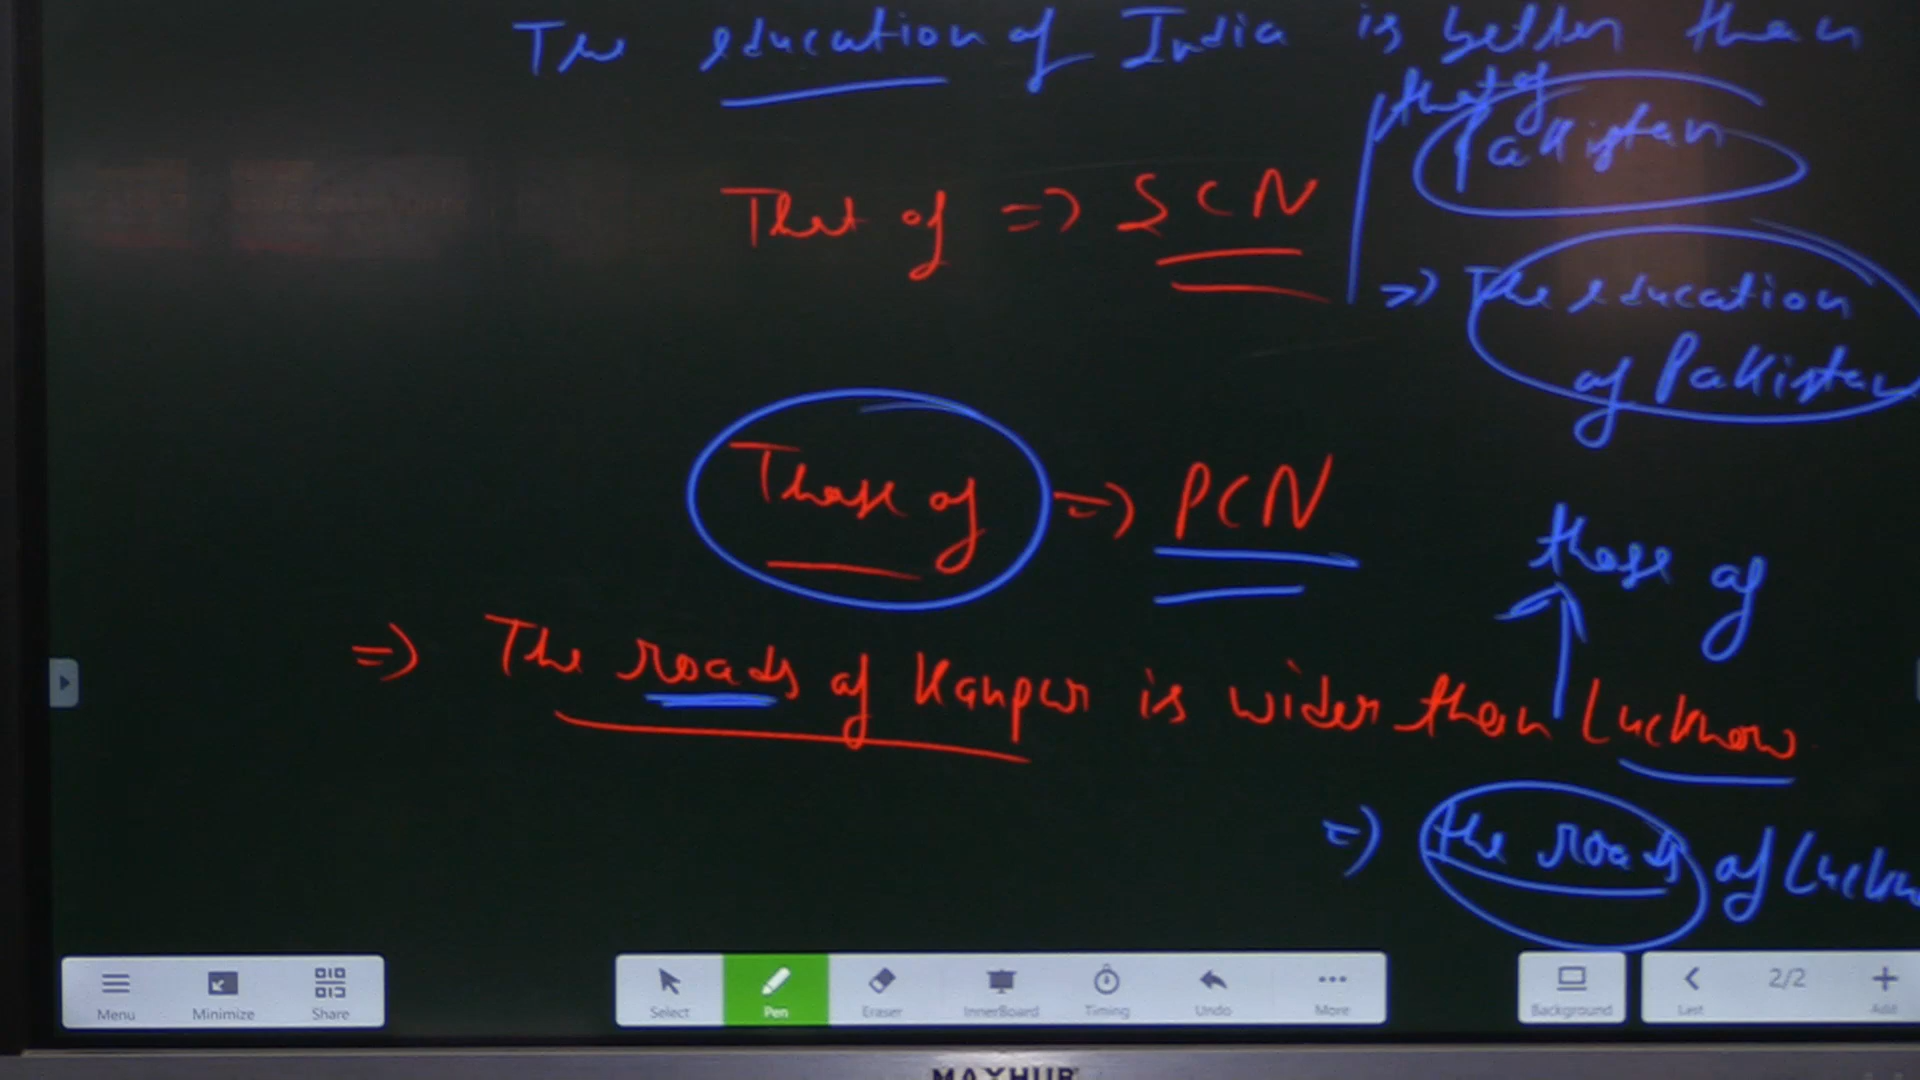 The education of India is better than
that of
Pakistan
That of => SCN
=> The education
of Pakistan
Those of => PCN
those of
=> The roads of Kanpur is wider than Lucknow
=> the roads of Luckn
Menu
Minimize
Share
Select
Pen
Eraser
InnerBoard
Timing
Undo
More
Background
Last
2/2
Add
MAXHUB